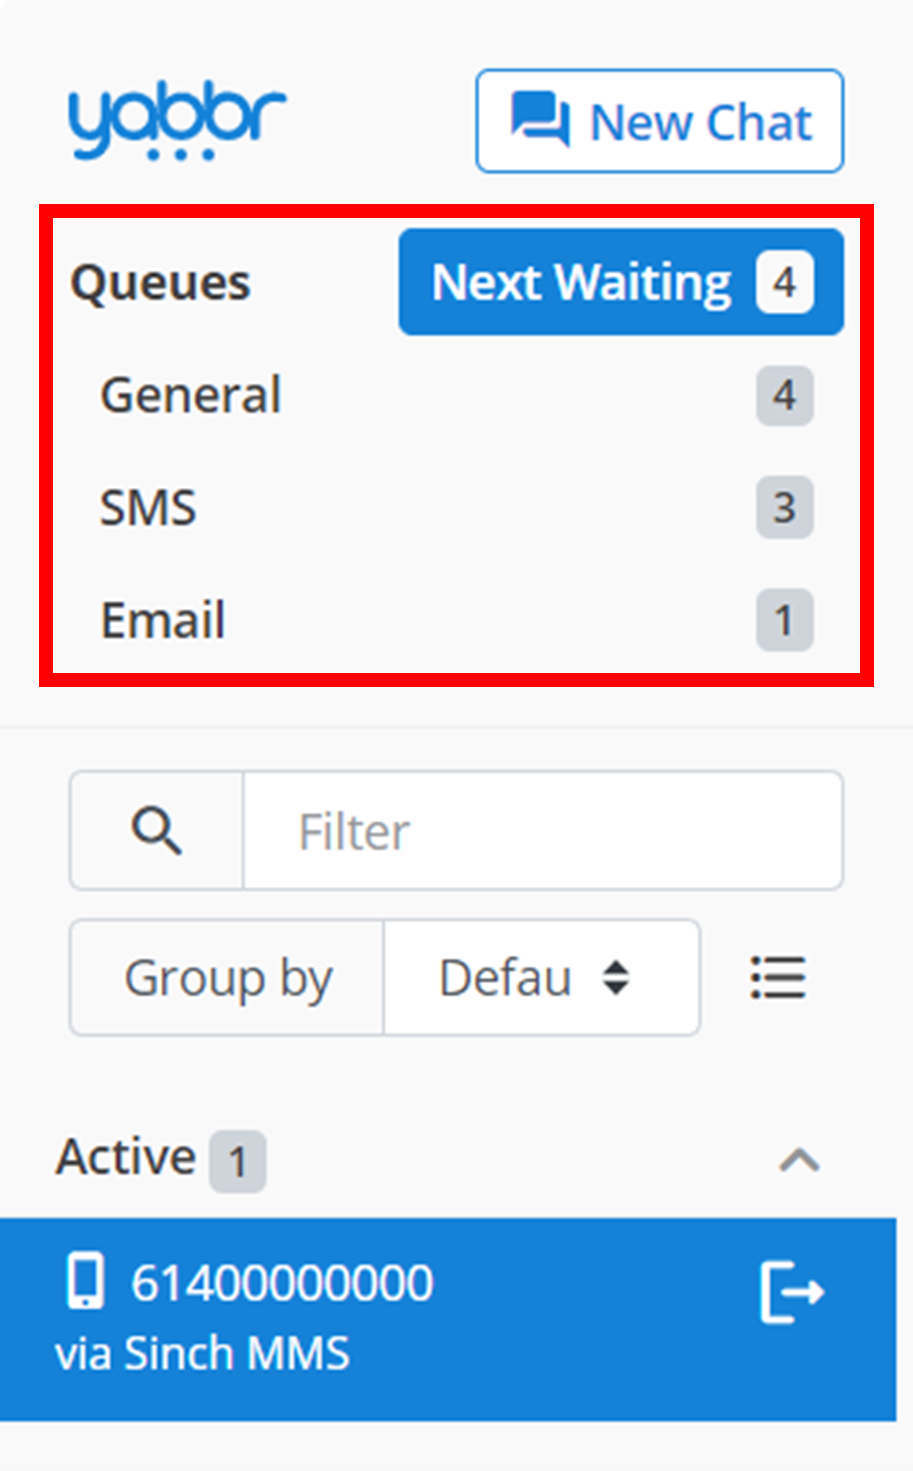 yabbr
New Chat
Queues
Next Waiting 4
General 4
SMS 3
Email 1
Filter
Group by Defau
Active 1
61400000000
via Sinch MMS